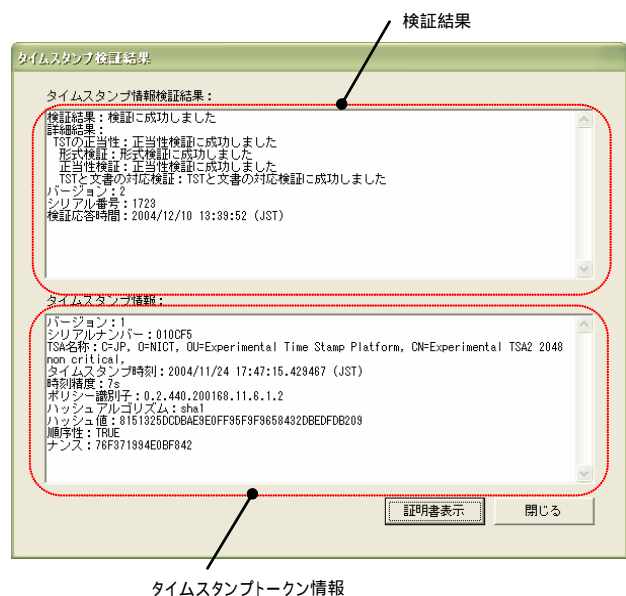 検証結果
タイムスタンプ検証結果
タイムスタンプ情報検証結果：
検証結果：検証に成功しました
詳細結果：
TSTの正当性：正当性検証に成功しました
形式検証：形式検証に成功しました
正当性検証：正当性検証に成功しました
TSTと文書の対応検証：TSTと文書の対応検証に成功しました
バージョン：2
シリアル番号：1723
検証応答時間：2004/12/10 13:39:52 (JST)
タイムスタンプ情報：
バージョン：1
シリアルナンバー：010CF5
TSA名称：C=JP, O=NICT, OU=Experimental Time Stamp Platform, CN=Experimental TSA2 2048
non critical,
タイムスタンプ時刻：2004/11/24 17:47:15.429467 (JST)
時刻精度：7s
ポリシー識別子：0.2.440.200168.11.6.1.2
ハッシュアルゴリズム：sha1
ハッシュ値：8151325DCDBAE9E0FF95F9F9658432DBEDFDB209
順序性：TRUE
ナンス：76F371994E0BF842
証明書表示
閉じる
タイムスタンプトークン情報